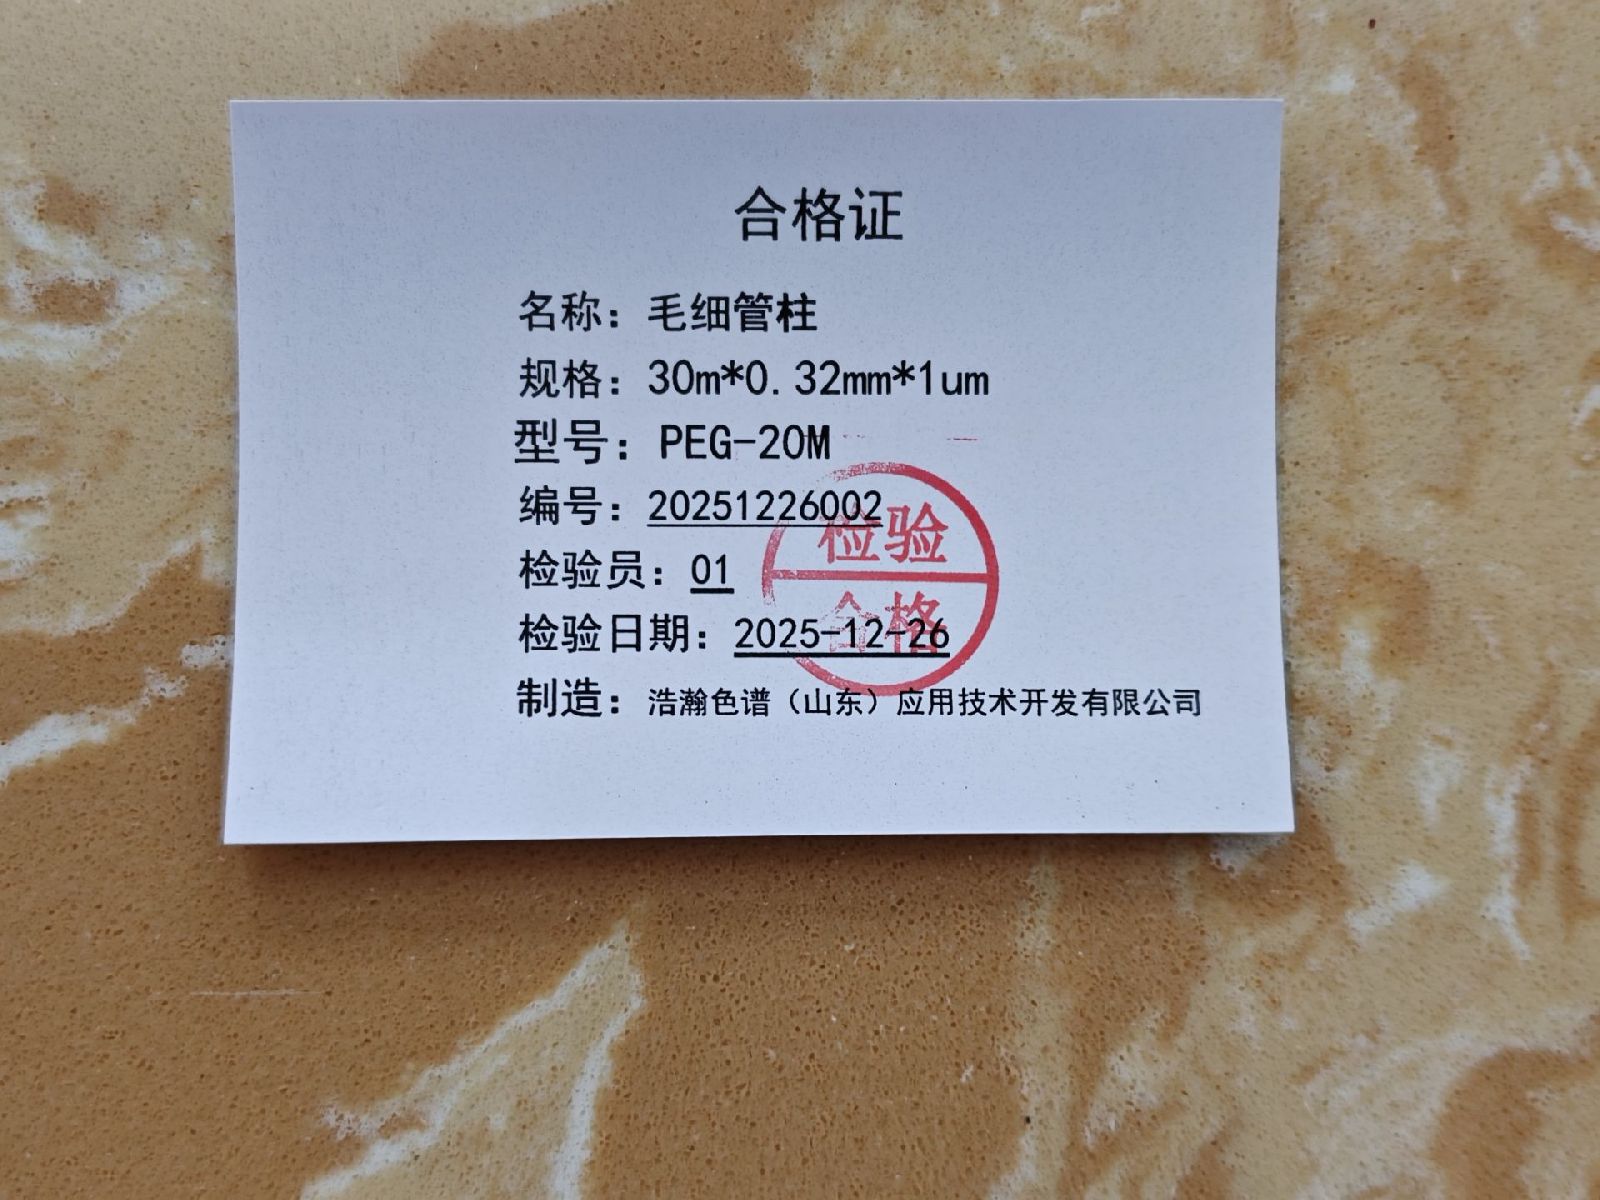 合格证
名称：毛细管柱
规格：30m*0.32mm*1um
型号：PEG-20M
编号：20251226002
检验
检验员：01
合格
检验日期：2025-12-26
制造：浩瀚色谱（山东）应用技术开发有限公司